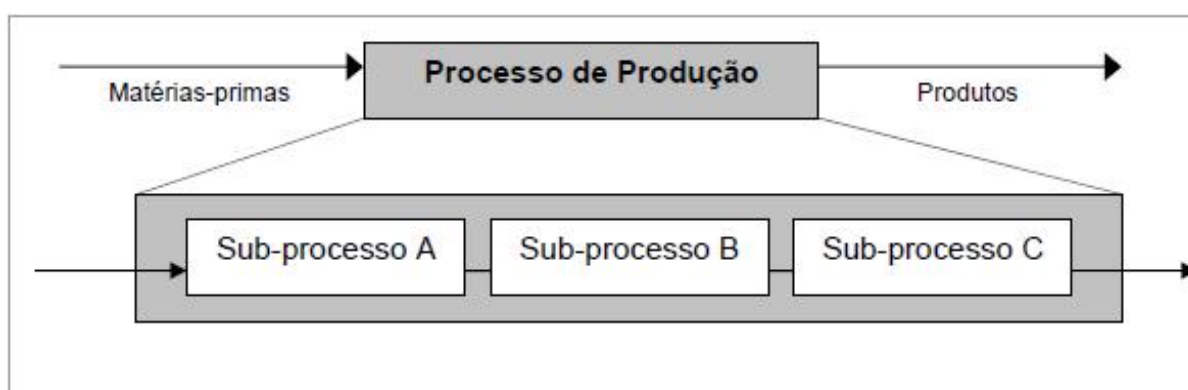 Processo de Produção
Matérias-primas
Produtos
Sub-processo A
Sub-processo B
Sub-processo C